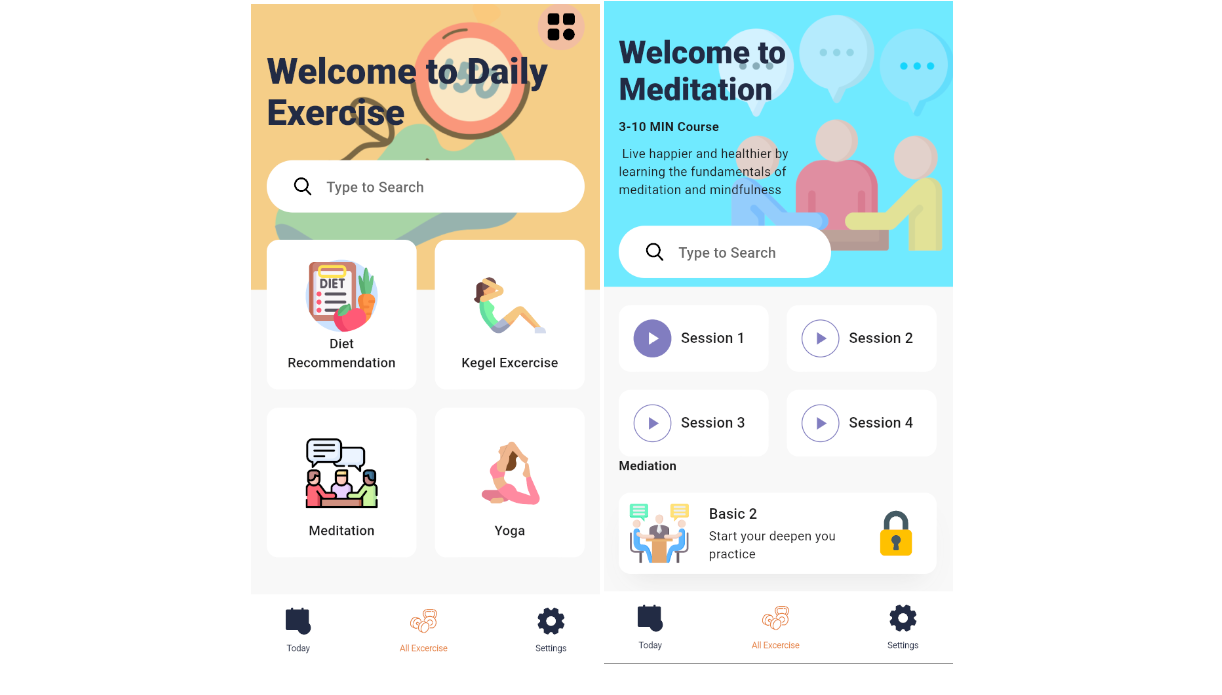 Welcome to Daily
Exercise
150
Type to Search
DIET
Diet
Recommendation
Kegel Excercise
Meditation
Yoga
Today
All Excercise
Settings
Welcome to
Meditation
3-10 MIN Course
Live happier and healthier by
learning the fundamentals of
meditation and mindfulness
Type to Search
Session 1
Session 2
Session 3
Session 4
Mediation
Basic 2
Start your deepen you
practice
Today
All Excercise
Settings